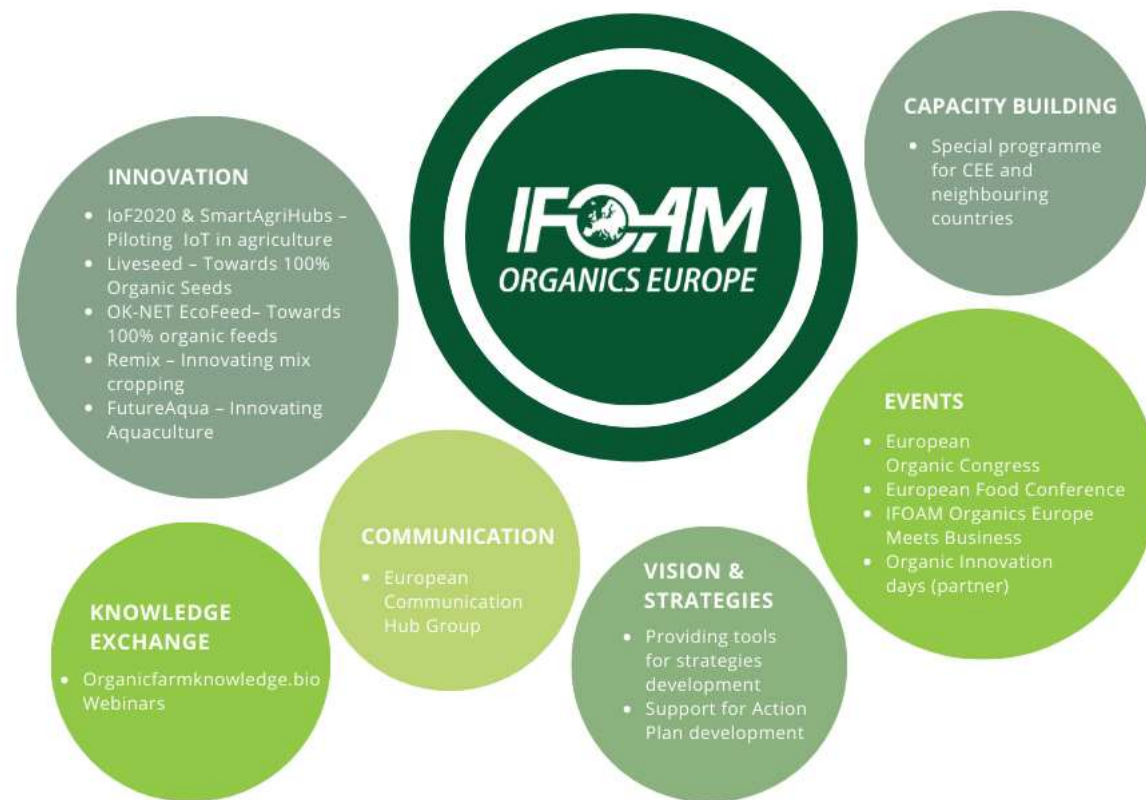 IFOAM
ORGANICS EUROPE
CAPACITY BUILDING
• Special programme
for CEE and
neighbouring
countries
INNOVATION
• IoF2020 & SmartAgriHubs –
Piloting IoT in agriculture
• Liveseed – Towards 100%
Organic Seeds
• OK-NET EcoFeed– Towards
100% organic feeds
• Remix – Innovating mix
cropping
• FutureAqua – Innovating
Aquaculture
EVENTS
• European
Organic Congress
• European Food Conference
• IFOAM Organics Europe
Meets Business
• Organic Innovation
days (partner)
COMMUNICATION
• European
Communication
Hub Group
VISION &
STRATEGIES
• Providing tools
for strategies
development
• Support for Action
Plan development
KNOWLEDGE
EXCHANGE
• Organicfarmknowledge.bio
Webinars